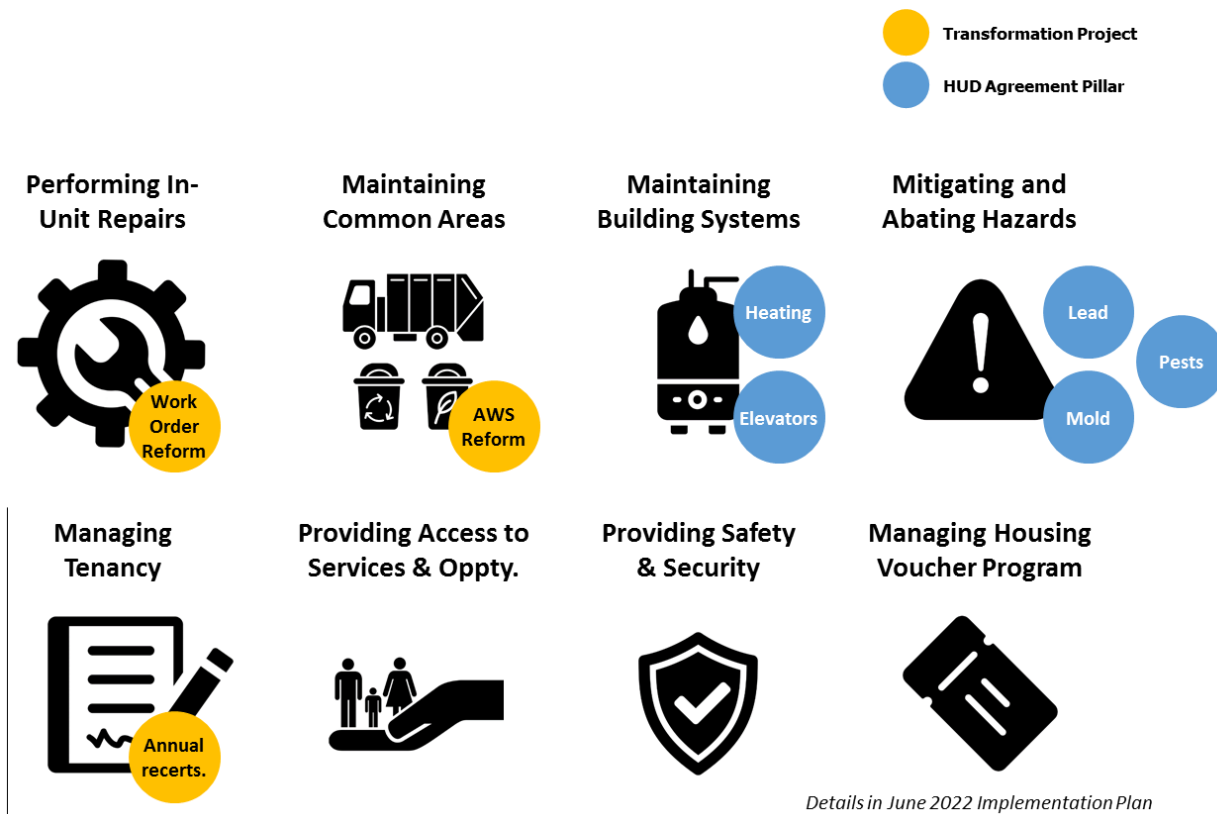 Transformation Project
HUD Agreement Pillar
Performing In-
Unit Repairs
Maintaining
Common Areas
Maintaining
Building Systems
Mitigating and
Abating Hazards
Work
Order
Reform
AWS
Reform
Heating
Elevators
Lead
Pests
Mold
Managing
Tenancy
Providing Access to
Services & Oppty.
Providing Safety
& Security
Managing Housing
Voucher Program
Annual
recerts.
Details in June 2022 Implementation Plan